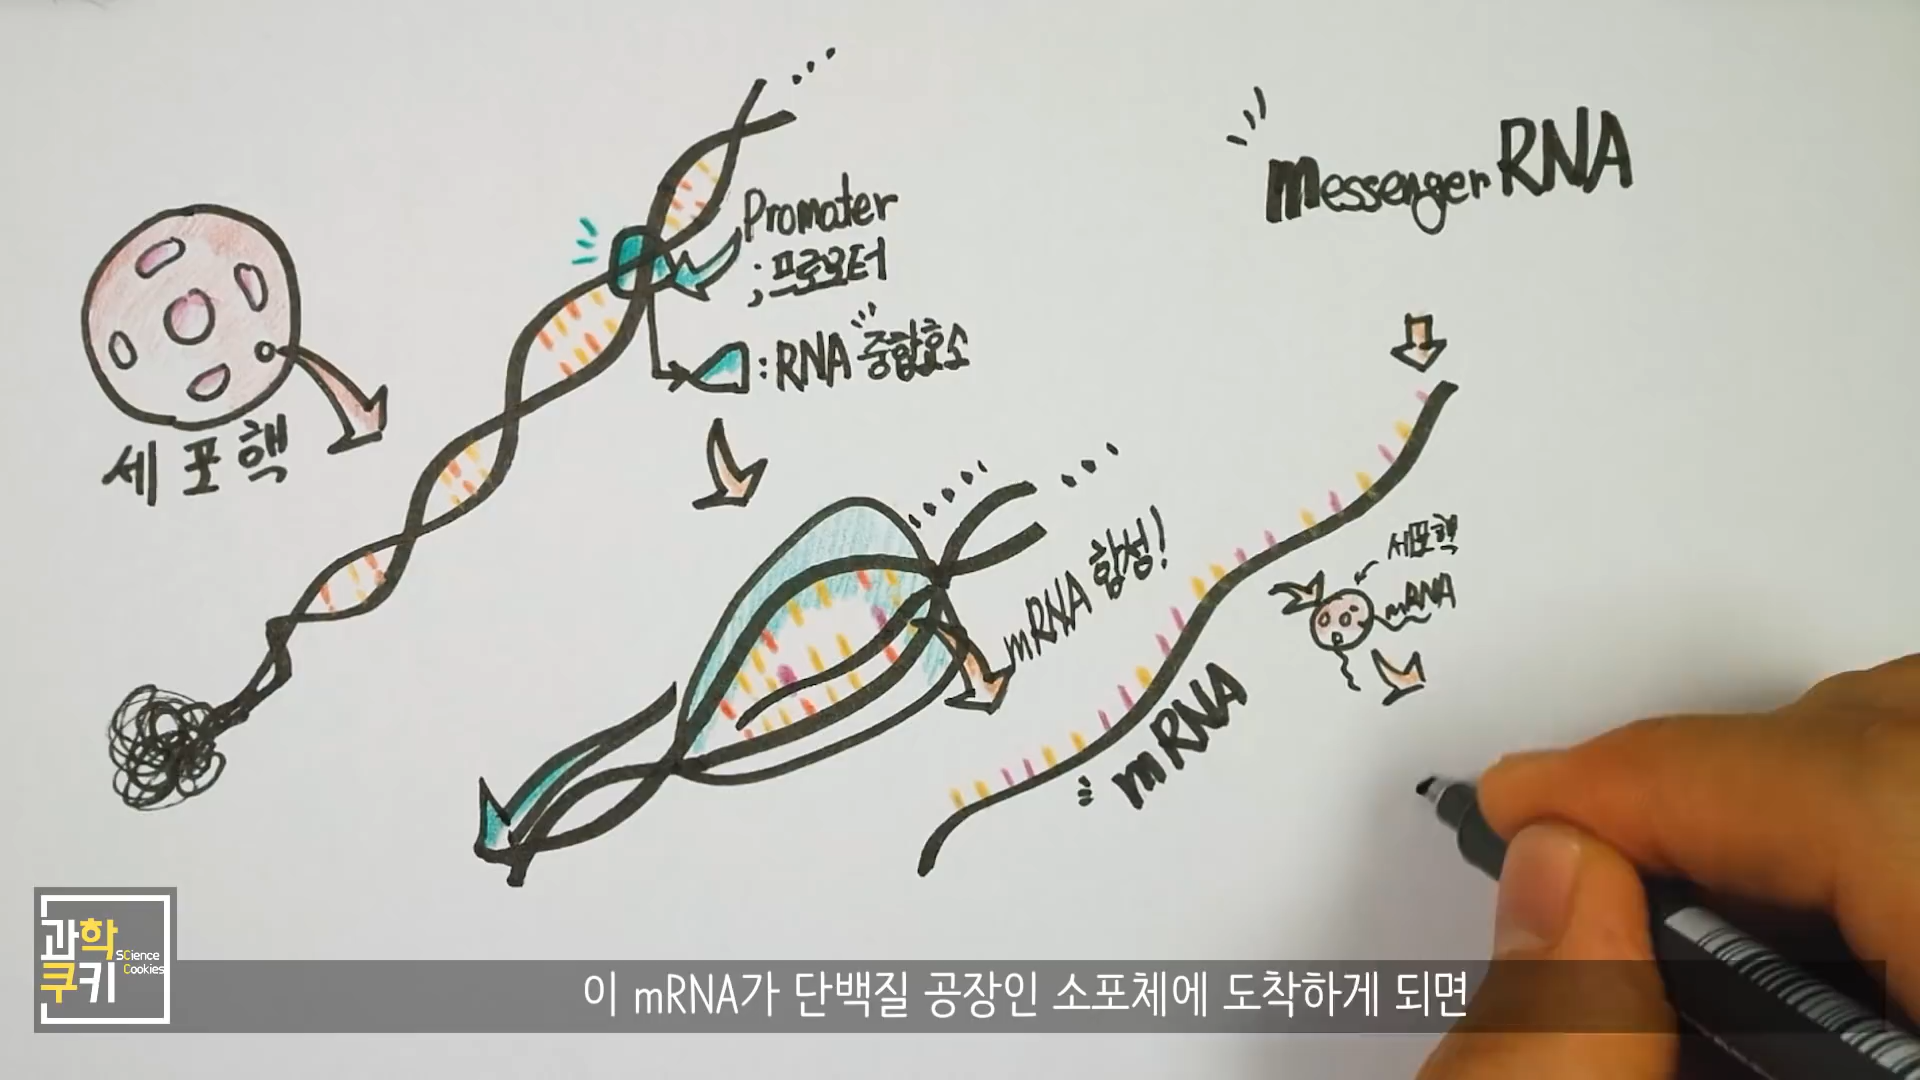 Promoter
;프로모터
:RNA 중합효소
messenger RNA
세포핵
mRNA 합성!
세포핵
mRNA
mRNA
과학
쿠키
SCience
Cookies
이 mRNA가 단백질 공장인 소포체에 도착하게 되면